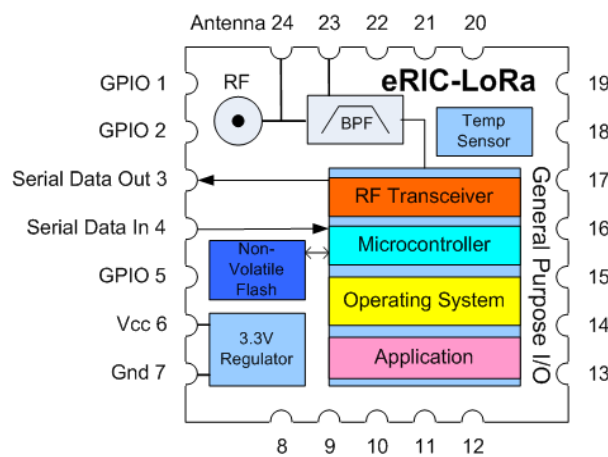 Antenna 24 23 22 21 20
eRIC-LoRa
GPIO 1
RF
19
BPF
Temp
Sensor
GPIO 2
18
Serial Data Out 3
17
RF Transceiver
General Purpose I/O
Serial Data In 4
16
Microcontroller
Non-
Volatile
Flash
GPIO 5
15
Operating System
Vcc 6
14
3.3V
Regulator
Application
Gnd 7
13
8 9 10 11 12